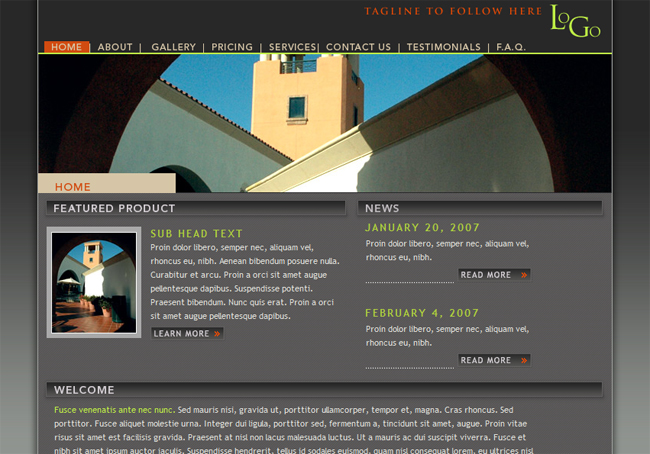 TAGLINE TO FOLLOW HERE
LOGO
HOME | ABOUT | GALLERY | PRICING | SERVICES | CONTACT US | TESTIMONIALS | F.A.Q.
HOME
FEATURED PRODUCT
SUB HEAD TEXT
Proin dolor libero, semper nec, aliquam vel,
rhoncus eu, nibh. Aenean bibendum posuere nulla.
Curabitur et arcu. Proin a orci sit amet augue
pellentesque dapibus. Suspendisse potenti.
Praesent bibendum. Nunc quis erat. Proin a orci
sit amet augue pellentesque dapibus.
LEARN MORE »
NEWS
JANUARY 20, 2007
Proin dolor libero, semper nec, aliquam vel,
rhoncus eu, nibh.
READ MORE »
FEBRUARY 4, 2007
Proin dolor libero, semper nec, aliquam vel,
rhoncus eu, nibh.
READ MORE »
WELCOME
Fusce venenatis ante nec nunc. Sed mauris nisi, gravida ut, porttitor ullamcorper, tempor et, magna. Cras rhoncus. Sed
porttitor. Fusce aliquet molestie urna. Integer dui ligula, porttitor sed, fermentum a, tincidunt sit amet, augue. Proin vitae
risus sit amet est facilisis gravida. Praesent at nisl non lacus malesuada luctus. Ut a mauris ac dui suscipit viverra. Fusce et
nibh sit amet ipsum auctor iaculis. Suspendisse hendrerit, tellus id sodales euismod, quam nisl consequat lorem, eu ultrices nisl